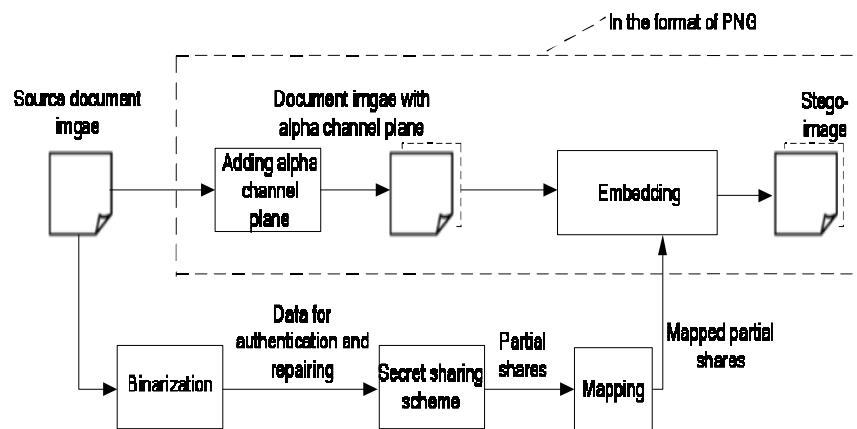 In the format of PNG
Source document
imgae
Document imgae with
alpha channel plane
Stego-
image
Adding alpha
channel
plane
Embedding
Data for
authentication and
repairing
Partial
shares
Mapped partial
shares
Binarization
Secret sharing
scheme
Mapping